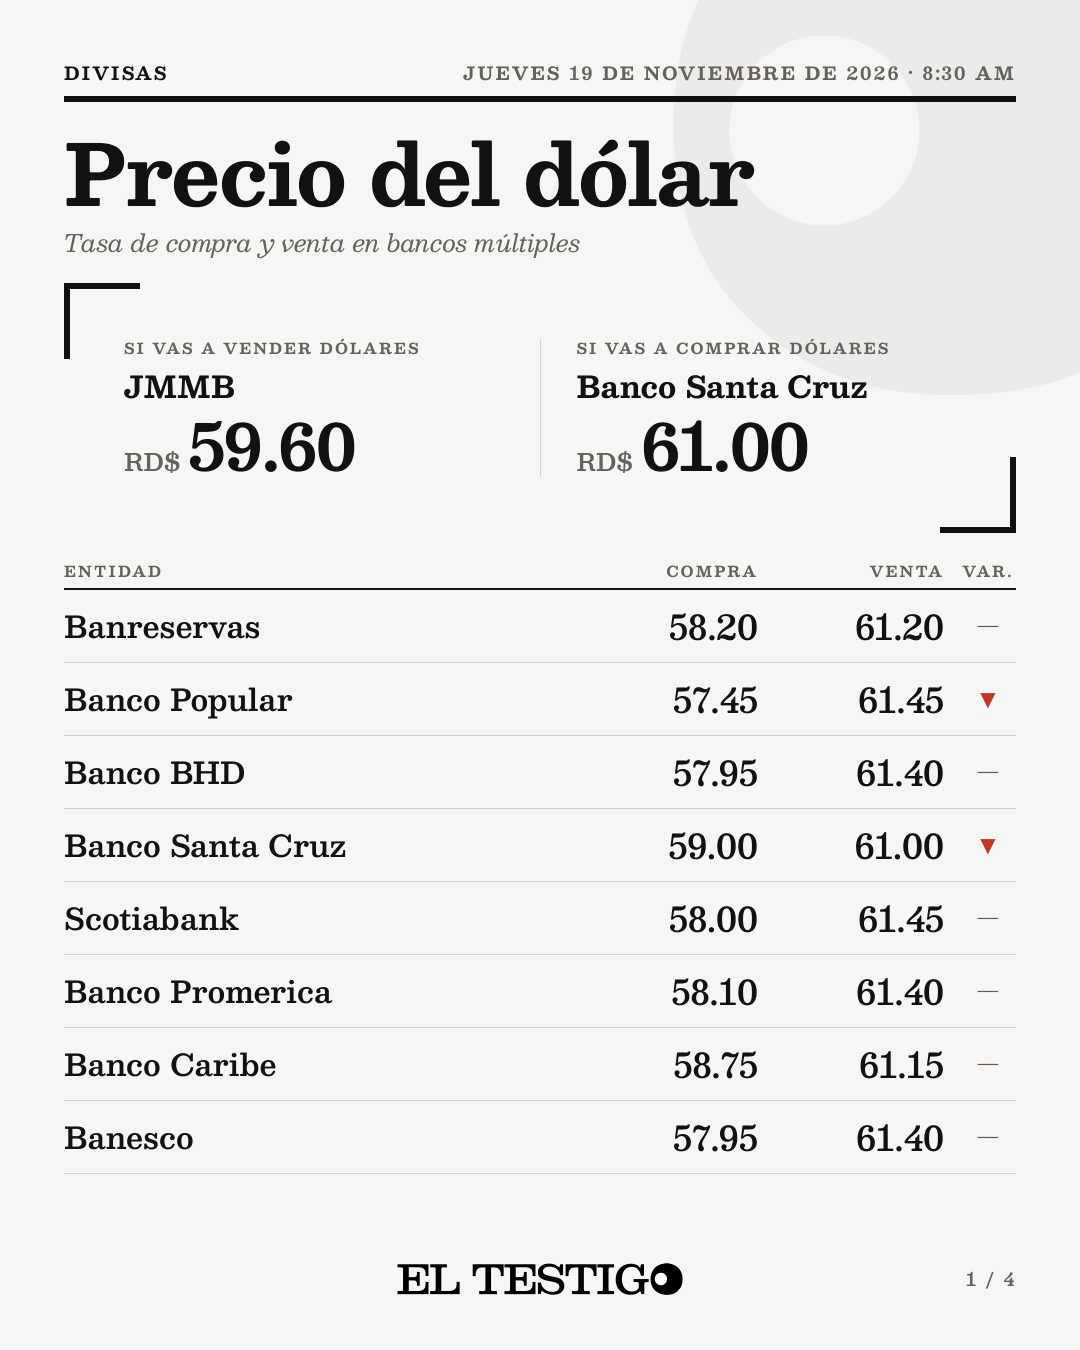 DIVISAS
JUEVES 19 DE NOVIEMBRE DE 2026 · 8:30 AM
Precio del dólar
Tasa de compra y venta en bancos múltiples
SI VAS A VENDER DÓLARES
JMMB
RD$ 59.60
SI VAS A COMPRAR DÓLARES
Banco Santa Cruz
RD$ 61.00
ENTIDAD COMPRA VENTA VAR.
Banreservas 58.20 61.20 —
Banco Popular 57.45 61.45 ▼
Banco BHD 57.95 61.40 —
Banco Santa Cruz 59.00 61.00 ▼
Scotiabank 58.00 61.45 —
Banco Promerica 58.10 61.40 —
Banco Caribe 58.75 61.15 —
Banesco 57.95 61.40 —
EL TESTIGO
1 / 4